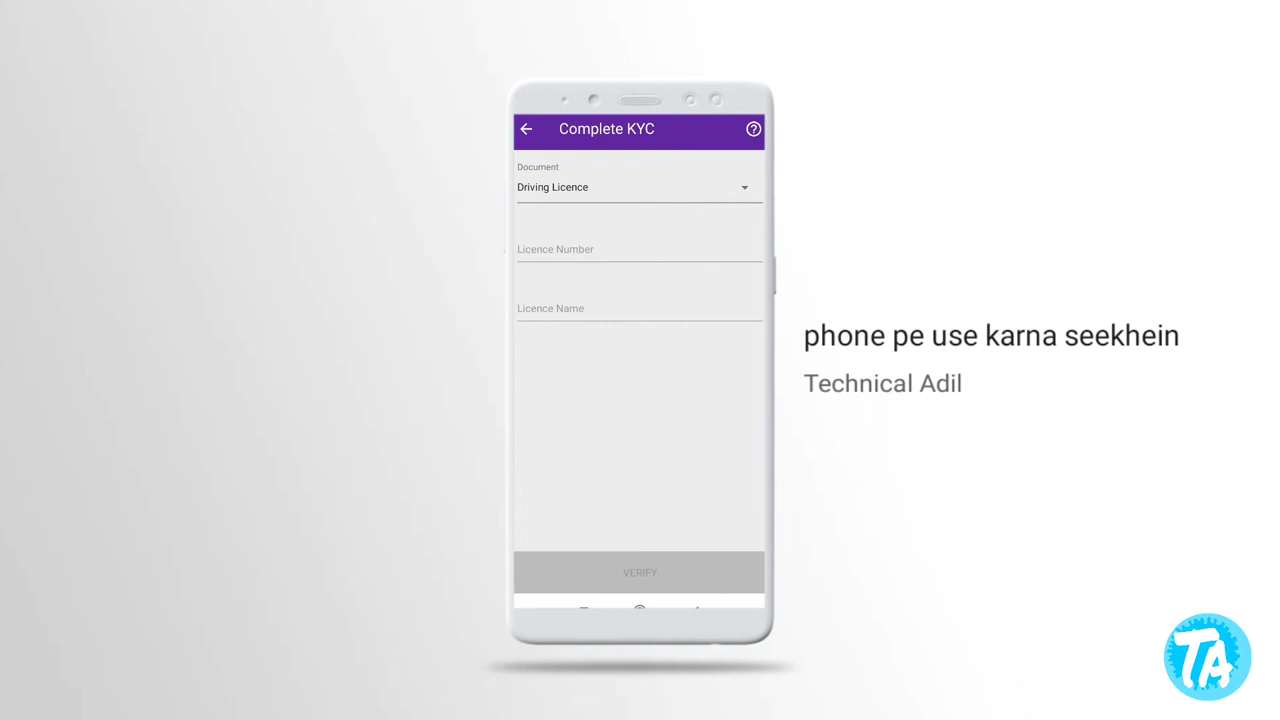 Complete KYC
Document
Driving Licence
Licence Number
Licence Name
VERIFY
phone pe use karna seekhein
Technical Adil
TA